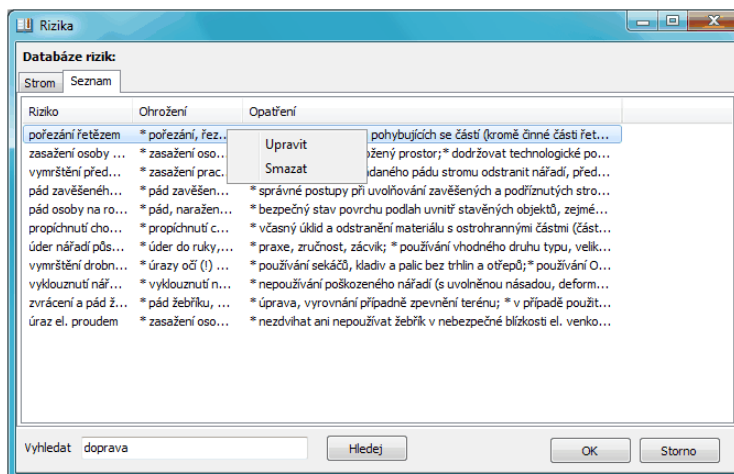 Rizika
Databáze rizik:
Strom Seznam
Riziko Ohrožení Opatření
pořezání řetězem * pořezání, řez... pohybujících se částí (kromě činné části řet...
Upravit
zasažení osoby ... * zasažení oso... ožený prostor;* dodržovat technologické po...
Smazat
vymrštění před... * zasažení prac... ádaného pádu stromu odstranit nářadí, před...
pád zavěšenéh... * pád zavěšen... * správné postupy při uvolňování zavěšených a podříznutých stro...
pád osoby na ro... * pád, naražen... * bezpečný stav povrchu podlah uvnitř stavěných objektů, zejmé...
propíchnutí cho... * propíchnutí c... * včasný úklid a odstranění materiálu s ostrohrannými částmi (část...
úder nářadí půs... * úder do ruky,... * praxe, zručnost, zácvik; * používání vhodného druhu typu, velik...
vymrštění drobn... * úrazy očí (!) ... * používání sekáčů, kladiv a palic bez trhlin a otřepů;* používání O...
vyklouznutí nář... * vyklouznutí n... * nepoužívání poškozeného nářadí (s uvolněnou násadou, deform...
zvrácení a pád ž... * pád žebříku, ... * úprava, vyrovnání případně zpevnění terénu; * v případě použit...
úraz el. proudem * zasažení oso... * nezdvihat ani nepoužívat žebřík v nebezpečné blízkosti el. venko...
Vyhledat doprava Hledej OK Storno